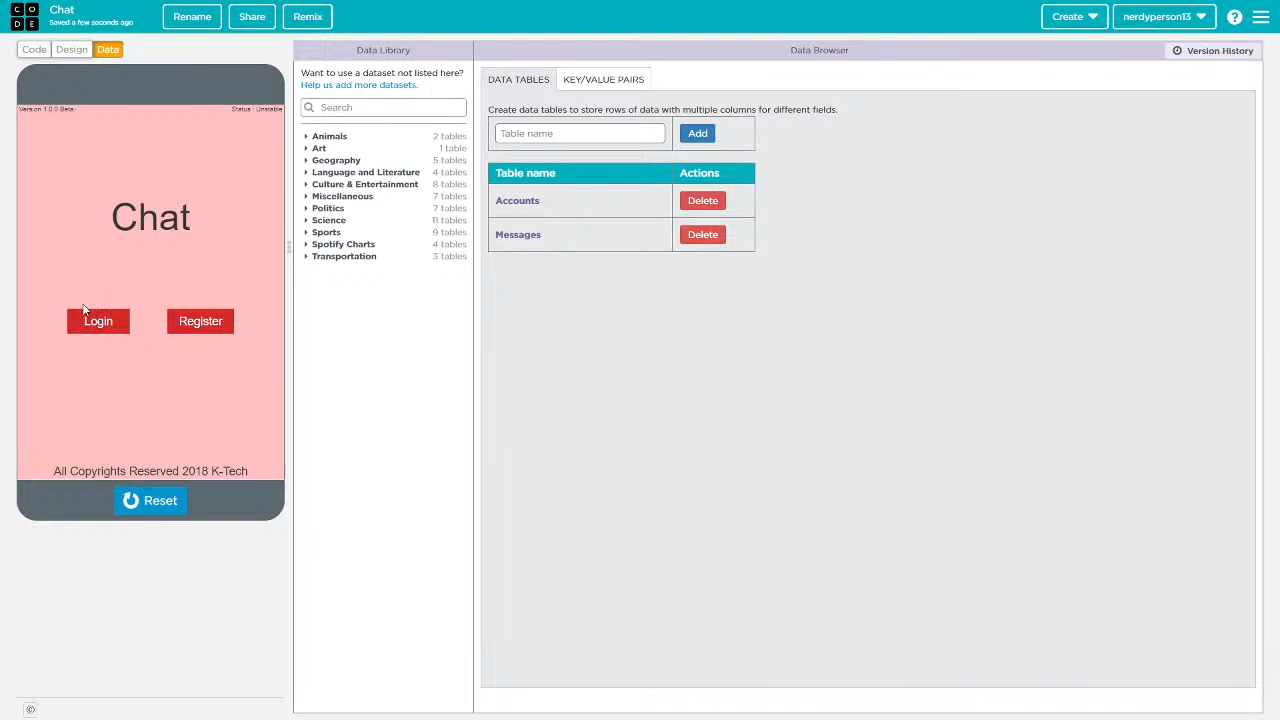 C O
D E
Chat
Saved a few seconds ago
Rename
Share
Remix
Create
nerdyperson13
?
Code
Design
Data
Data Library
Data Browser
Version History
Version 1.0.0 Beta
Status : Unstable
Chat
Login
Register
All Copyrights Reserved 2018 K-Tech
Reset
Want to use a dataset not listed here?
Help us add more datasets.
Search
Animals 2 tables
Art 1 table
Geography 5 tables
Language and Literature 4 tables
Culture & Entertainment 8 tables
Miscellaneous 7 tables
Politics 7 tables
Science 11 tables
Sports 9 tables
Spotify Charts 4 tables
Transportation 3 tables
DATA TABLES
KEY/VALUE PAIRS
Create data tables to store rows of data with multiple columns for different fields.
Table name
Add
Table name Actions
Accounts Delete
Messages Delete
©